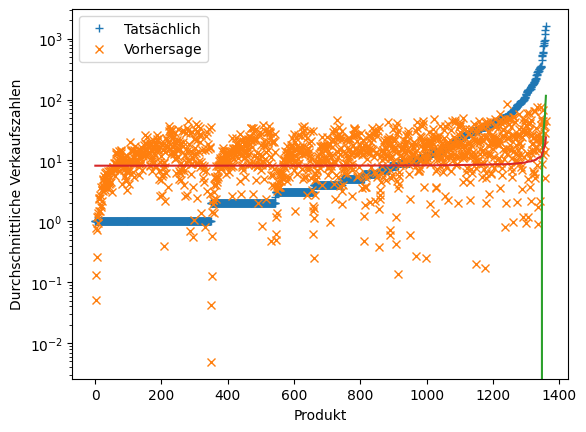 Tatsächlich
Vorhersage
Durchschnittliche Verkaufszahlen
10³
10²
10¹
10⁰
10⁻¹
10⁻²
0 200 400 600 800 1000 1200 1400
Produkt